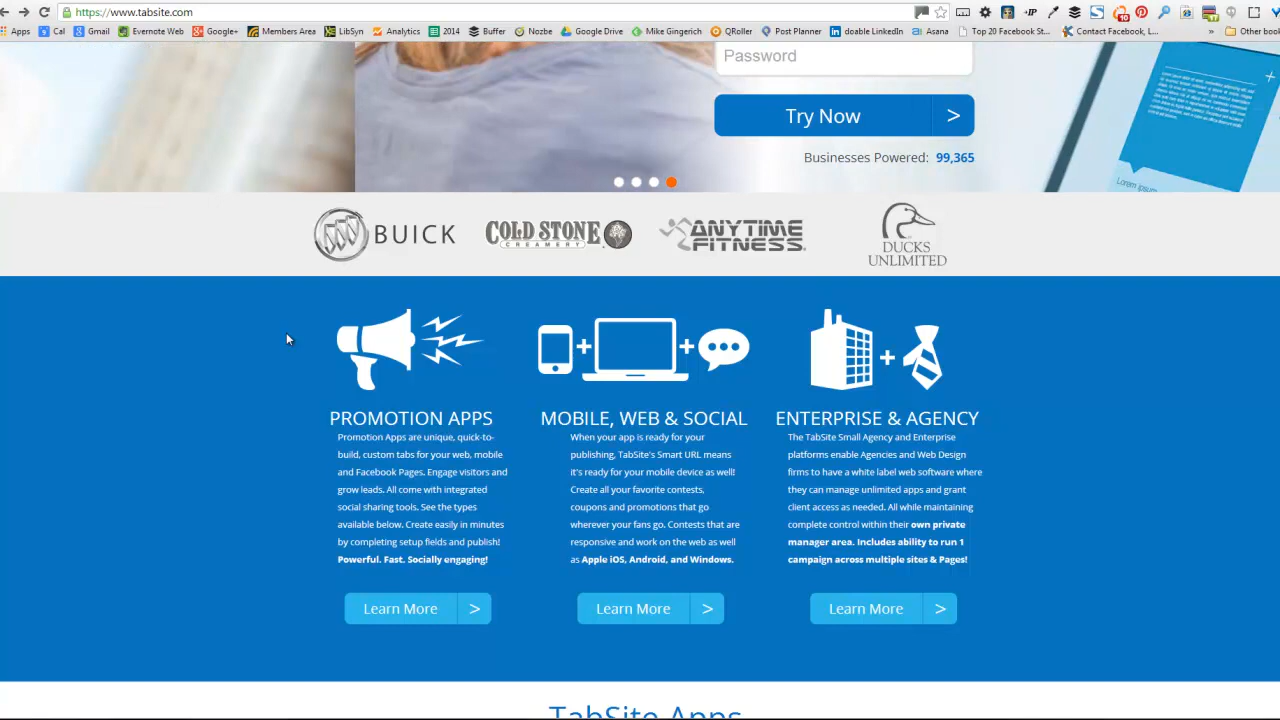 https://www.tabsite.com
Apps Cal Gmail Evernote Web Google+ Members Area LibSyn Analytics 2014 Buffer Nozbe Google Drive Mike Gingerich QRoller Post Planner doable LinkedIn Asana Top 20 Facebook St... Contact Facebook, L... » Other book
Password
Try Now >
Businesses Powered: 99,365
Lorem ipsum
BUICK
COLD STONE
CREAMERY
ANYTIME
FITNESS
DUCKS
UNLIMITED
PROMOTION APPS
Promotion Apps are unique, quick-to-
build, custom tabs for your web, mobile
and Facebook Pages. Engage visitors and
grow leads. All come with integrated
social sharing tools. See the types
available below. Create easily in minutes
by completing setup fields and publish!
Powerful. Fast. Socially engaging!
Learn More >
MOBILE, WEB & SOCIAL
When your app is ready for your
publishing, TabSite's Smart URL means
it's ready for your mobile device as well!
Create all your favorite contests,
coupons and promotions that go
wherever your fans go. Contests that are
responsive and work on the web as well
as Apple iOS, Android, and Windows.
Learn More >
ENTERPRISE & AGENCY
The TabSite Small Agency and Enterprise
platforms enable Agencies and Web Design
firms to have a white label web software where
they can manage unlimited apps and grant
client access as needed. All while maintaining
complete control within their own private
manager area. Includes ability to run 1
campaign across multiple sites & Pages!
Learn More >
TabSite Apps